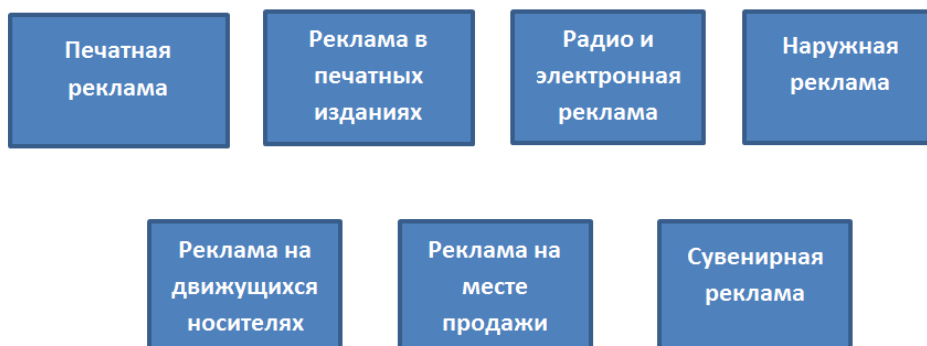 Печатная
реклама
Реклама в
печатных
изданиях
Радио и
электронная
реклама
Наружная
реклама
Реклама на
движущихся
носителях
Реклама на
месте
продажи
Сувенирная
реклама